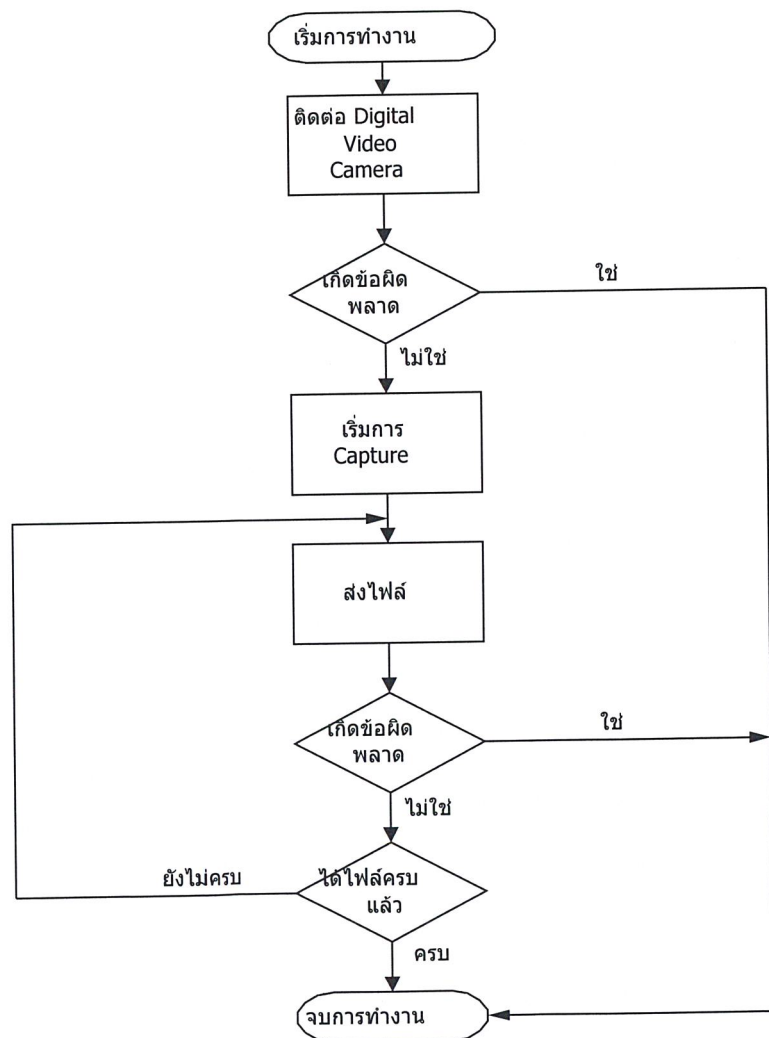 เริ่มการทำงาน
ติดต่อ Digital
Video
Camera
เกิดข้อผิด
พลาด
ใช่
ไม่ใช่
เริ่มการ
Capture
ส่งไฟล์
เกิดข้อผิด
พลาด
ใช่
ไม่ใช่
ได้ไฟล์ครบ
แล้ว
ยังไม่ครบ
ครบ
จบการทำงาน